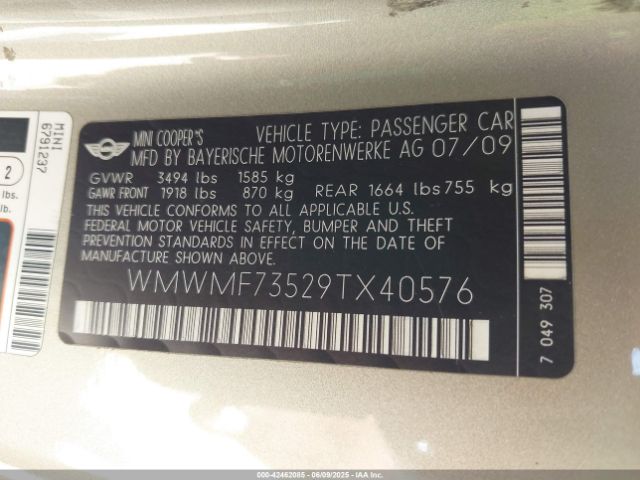 MINI
6791237
2
lbs.
lb.
MINI COOPER S VEHICLE TYPE: PASSENGER CAR
MFD BY BAYERISCHE MOTORENWERKE AG 07/09
GVWR 3494 lbs 1585 kg
GAWR FRONT 1918 lbs 870 kg REAR 1664 lbs 755 kg
THIS VEHICLE CONFORMS TO ALL APPLICABLE U.S.
FEDERAL MOTOR VEHICLE SAFETY, BUMPER AND THEFT
PREVENTION STANDARDS IN EFFECT ON THE DATE OF
MANUFACTURE SHOWN ABOVE.
WMWMF73529TX40576
7 049 307
000-42462085 - 06/09/2025 - IAA Inc.